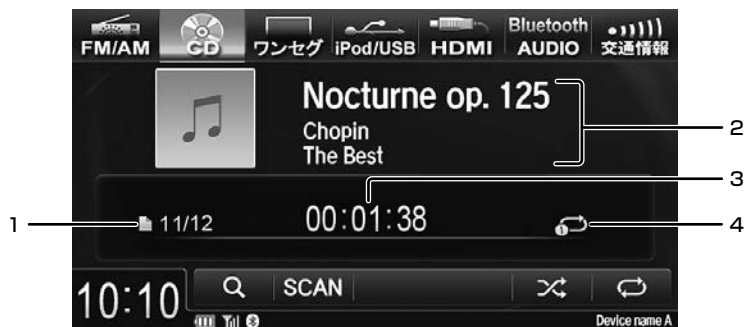 FM/AM CD ワンセグ iPod/USB HDMI Bluetooth AUDIO 交通情報
Nocturne op. 125
Chopin
The Best
2
3
1
11/12 00:01:38
4
10:10 SCAN
Device name A